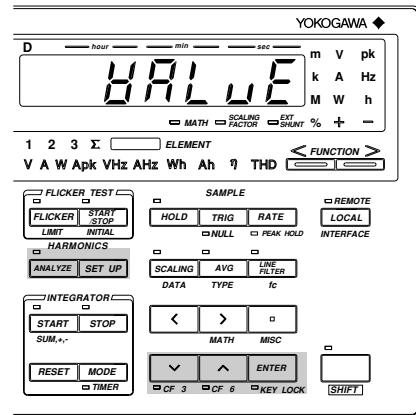 YOKOGAWA ◆
D hour min sec m V pk
VALuE
k A Hz
M W h
MATH SCALING FACTOR EXT SHUNT % + −
1 2 3 Σ ELEMENT
V A W Apk VHz AHz Wh Ah η THD < FUNCTION >
FLICKER TEST SAMPLE
REMOTE
FLICKER START/STOP HOLD TRIG RATE LOCAL
LIMIT INITIAL NULL PEAK HOLD INTERFACE
HARMONICS
ANALYZE SET UP SCALING AVG LINE FILTER
DATA TYPE fc
INTEGRATOR
START STOP < >
SUM,+,- MATH MISC
RESET MODE ENTER
TIMER CF 3 CF 6 KEY LOCK SHIFT